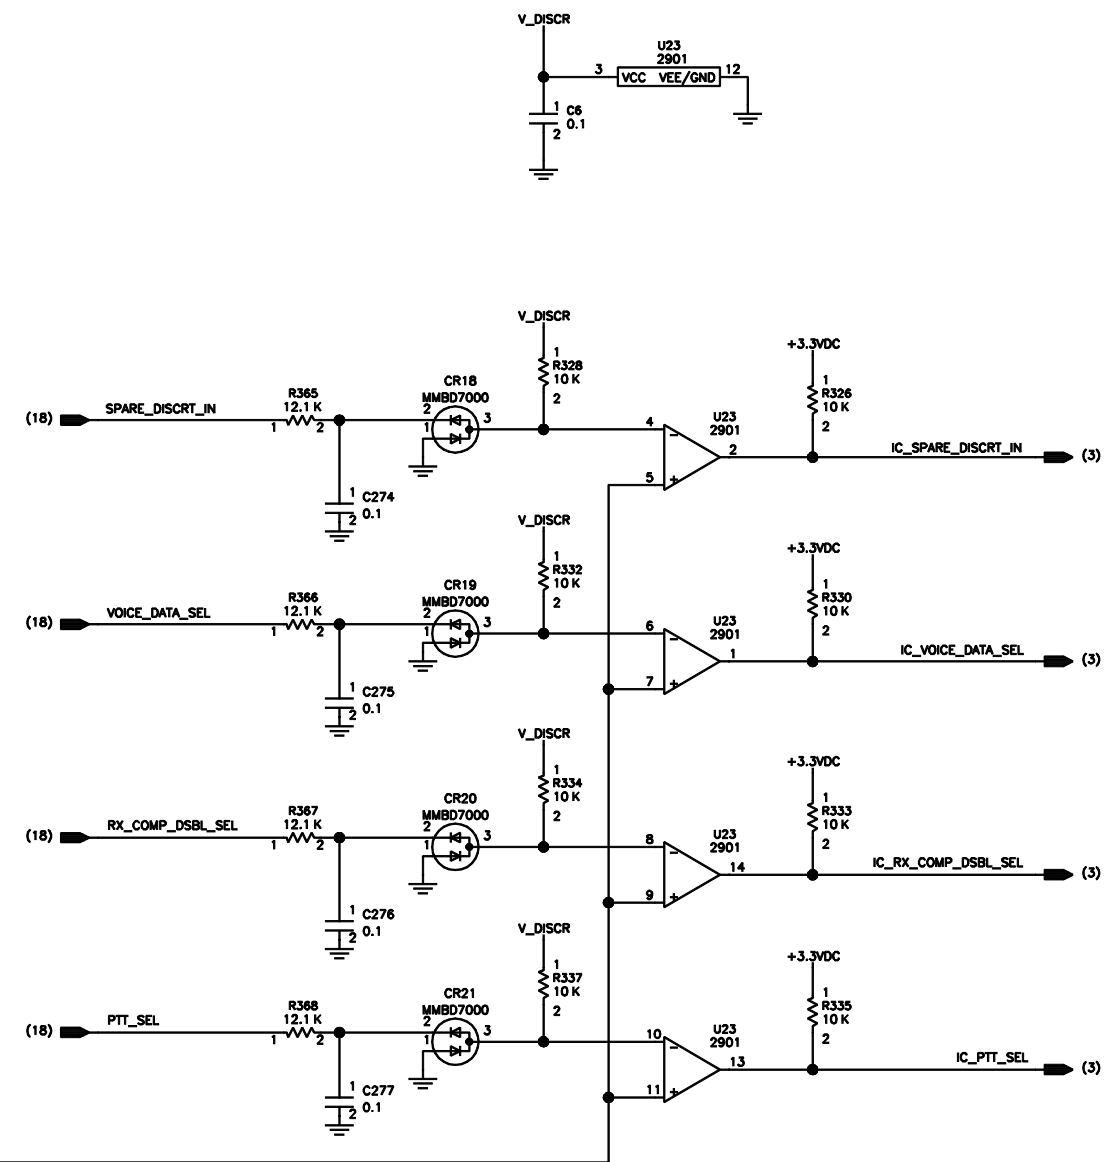 V_DISCR
U23
2901
3 VCC VEE/GND 12
1 C6
0.1
2
V_DISCR
+3.3VDC
1
R328
10 K
2
1
R326
10 K
2
CR18
MMBD7000
R365
12.1 K
(18) SPARE_DISCRT_IN
1 2
2 3
1
4 - U23
2901
2
5 +
IC_SPARE_DISCRT_IN (3)
1 C274
2 0.1
V_DISCR
+3.3VDC
1
R332
10 K
2
1
R330
10 K
2
CR19
MMBD7000
R366
12.1 K
(18) VOICE_DATA_SEL
1 2
2 3
1
6 - U23
2901
1
7 +
IC_VOICE_DATA_SEL (3)
1 C275
2 0.1
V_DISCR
+3.3VDC
1
R334
10 K
2
1
R333
10 K
2
CR20
MMBD7000
R367
12.1 K
(18) RX_COMP_DSBL_SEL
1 2
2 3
1
8 - U23
2901
14
9 +
IC_RX_COMP_DSBL_SEL (3)
1 C276
2 0.1
V_DISCR
+3.3VDC
1
R337
10 K
2
1
R335
10 K
2
CR21
MMBD7000
R368
12.1 K
(18) PTT_SEL
1 2
2 3
1
10 - U23
2901
13
11 +
IC_PTT_SEL (3)
1 C277
2 0.1